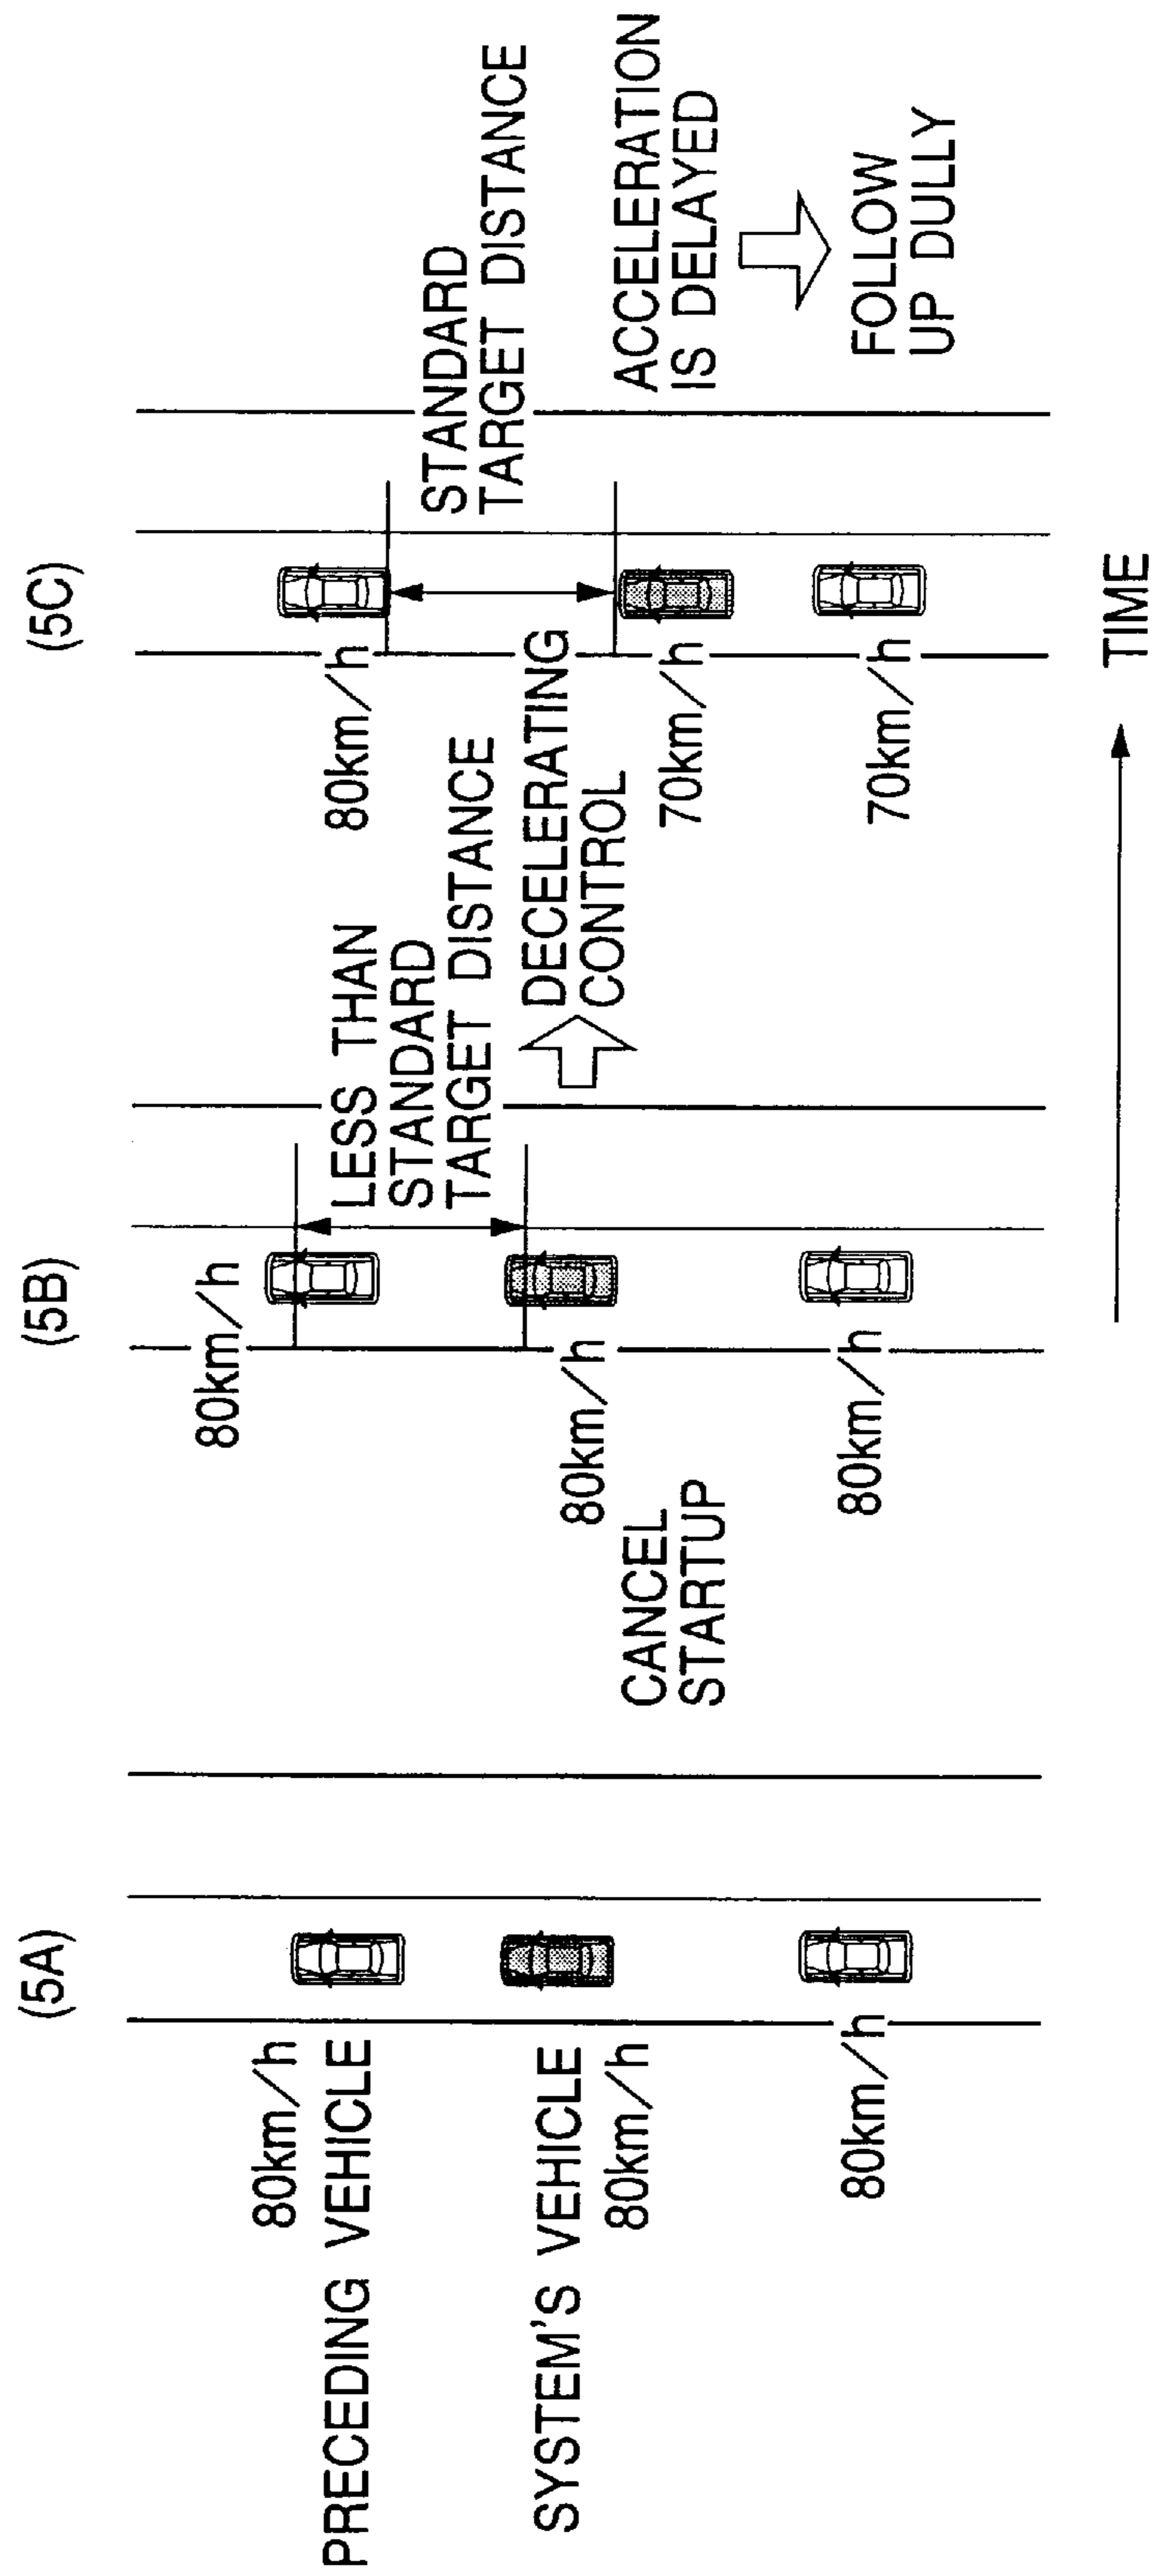 (5A)
80km/h
PRECEDING VEHICLE
SYSTEM'S VEHICLE
80km/h
80km/h
(5B)
80km/h
LESS THAN
STANDARD
TARGET DISTANCE
80km/h
DECELERATING
CONTROL
CANCEL
STARTUP
80km/h
(5C)
80km/h
STANDARD
TARGET DISTANCE
70km/h
ACCELERATION
IS DELAYED
70km/h
FOLLOW
UP DULLY
TIME